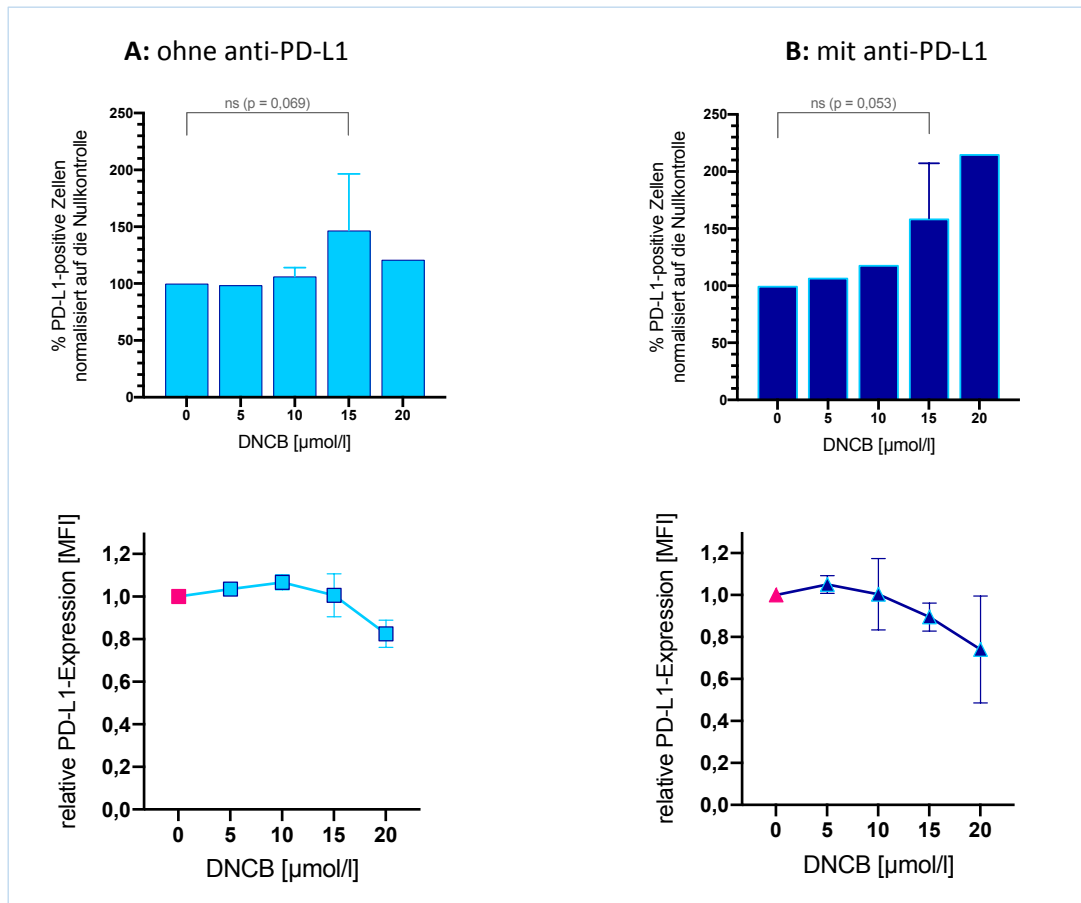 A: ohne anti-PD-L1
ns (p = 0,069)
% PD-L1-positive Zellen
normalisiert auf die Nullkontrolle
250
200
150
100
50
0
0 5 10 15 20
DNCB [µmol/l]
B: mit anti-PD-L1
ns (p = 0,053)
% PD-L1-positive Zellen
normalisiert auf die Nullkontrolle
250
200
150
100
50
0
0 5 10 15 20
DNCB [µmol/l]
relative PD-L1-Expression [MFI]
1,2
1,0
0,8
0,6
0,4
0,2
0,0
0 5 10 15 20
DNCB [µmol/l]
relative PD-L1-Expression [MFI]
1,2
1,0
0,8
0,6
0,4
0,2
0,0
0 5 10 15 20
DNCB [µmol/l]